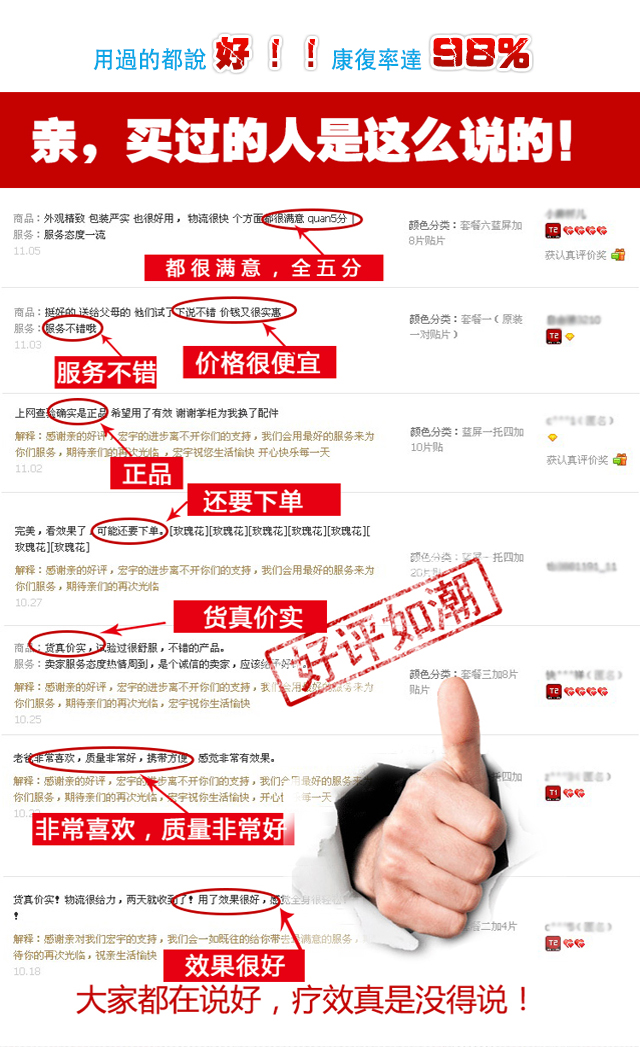 用過的都說 好！！ 康復率達 98%
亲，买过的人是这么说的！
商品：外观精致 包装严实 也很好用，物流很快 个方面都很满意 quan5分
服务：服务态度一流
11.05
颜色分类：套餐六蓝屏加
8片贴片
T2
获认真评价奖
都很满意，全五分
商品：挺好的 送给父母的 他们试了下说不错 价钱又很实惠
服务：服务不错哦
11.03
颜色分类：套餐一（原装
一对贴片）
T2
服务不错
价格很便宜
上网查验确实是正品 希望用了有效 谢谢掌柜为我换了配件
解释：感谢亲的好评，宏宇的进步离不开你们的支持，我们会用最好的服务来为
你们服务，期待亲们的再次光临，宏宇祝您生活愉快 开心快乐每一天
11.02
颜色分类：蓝屏一托四加
10片贴
获认真评价奖
正品
还要下单
完美，看效果了，可能还要下单。[玫瑰花][玫瑰花][玫瑰花][玫瑰花][玫瑰花][
玫瑰花][玫瑰花]
解释：感谢亲的好评，宏宇的进步离不开你们的支持，我们会用最好的服务来为
你们服务，期待亲们的再次光临
10.27
颜色分类：蓝屏一托四加
货真价实
好评如潮
商品：货真价实，试验过很舒服，不错的产品。
服务：卖家服务态度热情周到，是个诚信的卖家，应该给予好
解释：感谢亲的好评，宏宇的进步离不开你们的支持，我们会用最好的服务来为
你们服务，期待亲们的再次光临，宏宇祝你生活愉快
10.25
颜色分类：套餐三加8片
贴片
T2
老爸非常喜欢，质量非常好，携带方便，感觉非常有效果。
解释：感谢亲的好评，宏宇的进步离不开你们的支持，我们会用最好的服务来为
你们服务，期待亲们的再次光临，宏宇祝你生活愉快，开心快乐每一天
托四加
T1
非常喜欢，质量非常好
货真价实！物流很给力，两天就收到了！用了效果很好，感觉全身很轻松
！
解释：感谢亲对我们宏宇的支持，我们会一如既往的给你带去最满意的服务，
待你的再次光临，祝亲生活愉快
10.18
餐二加4片
T2
效果很好
大家都在说好，疗效真是没得说！